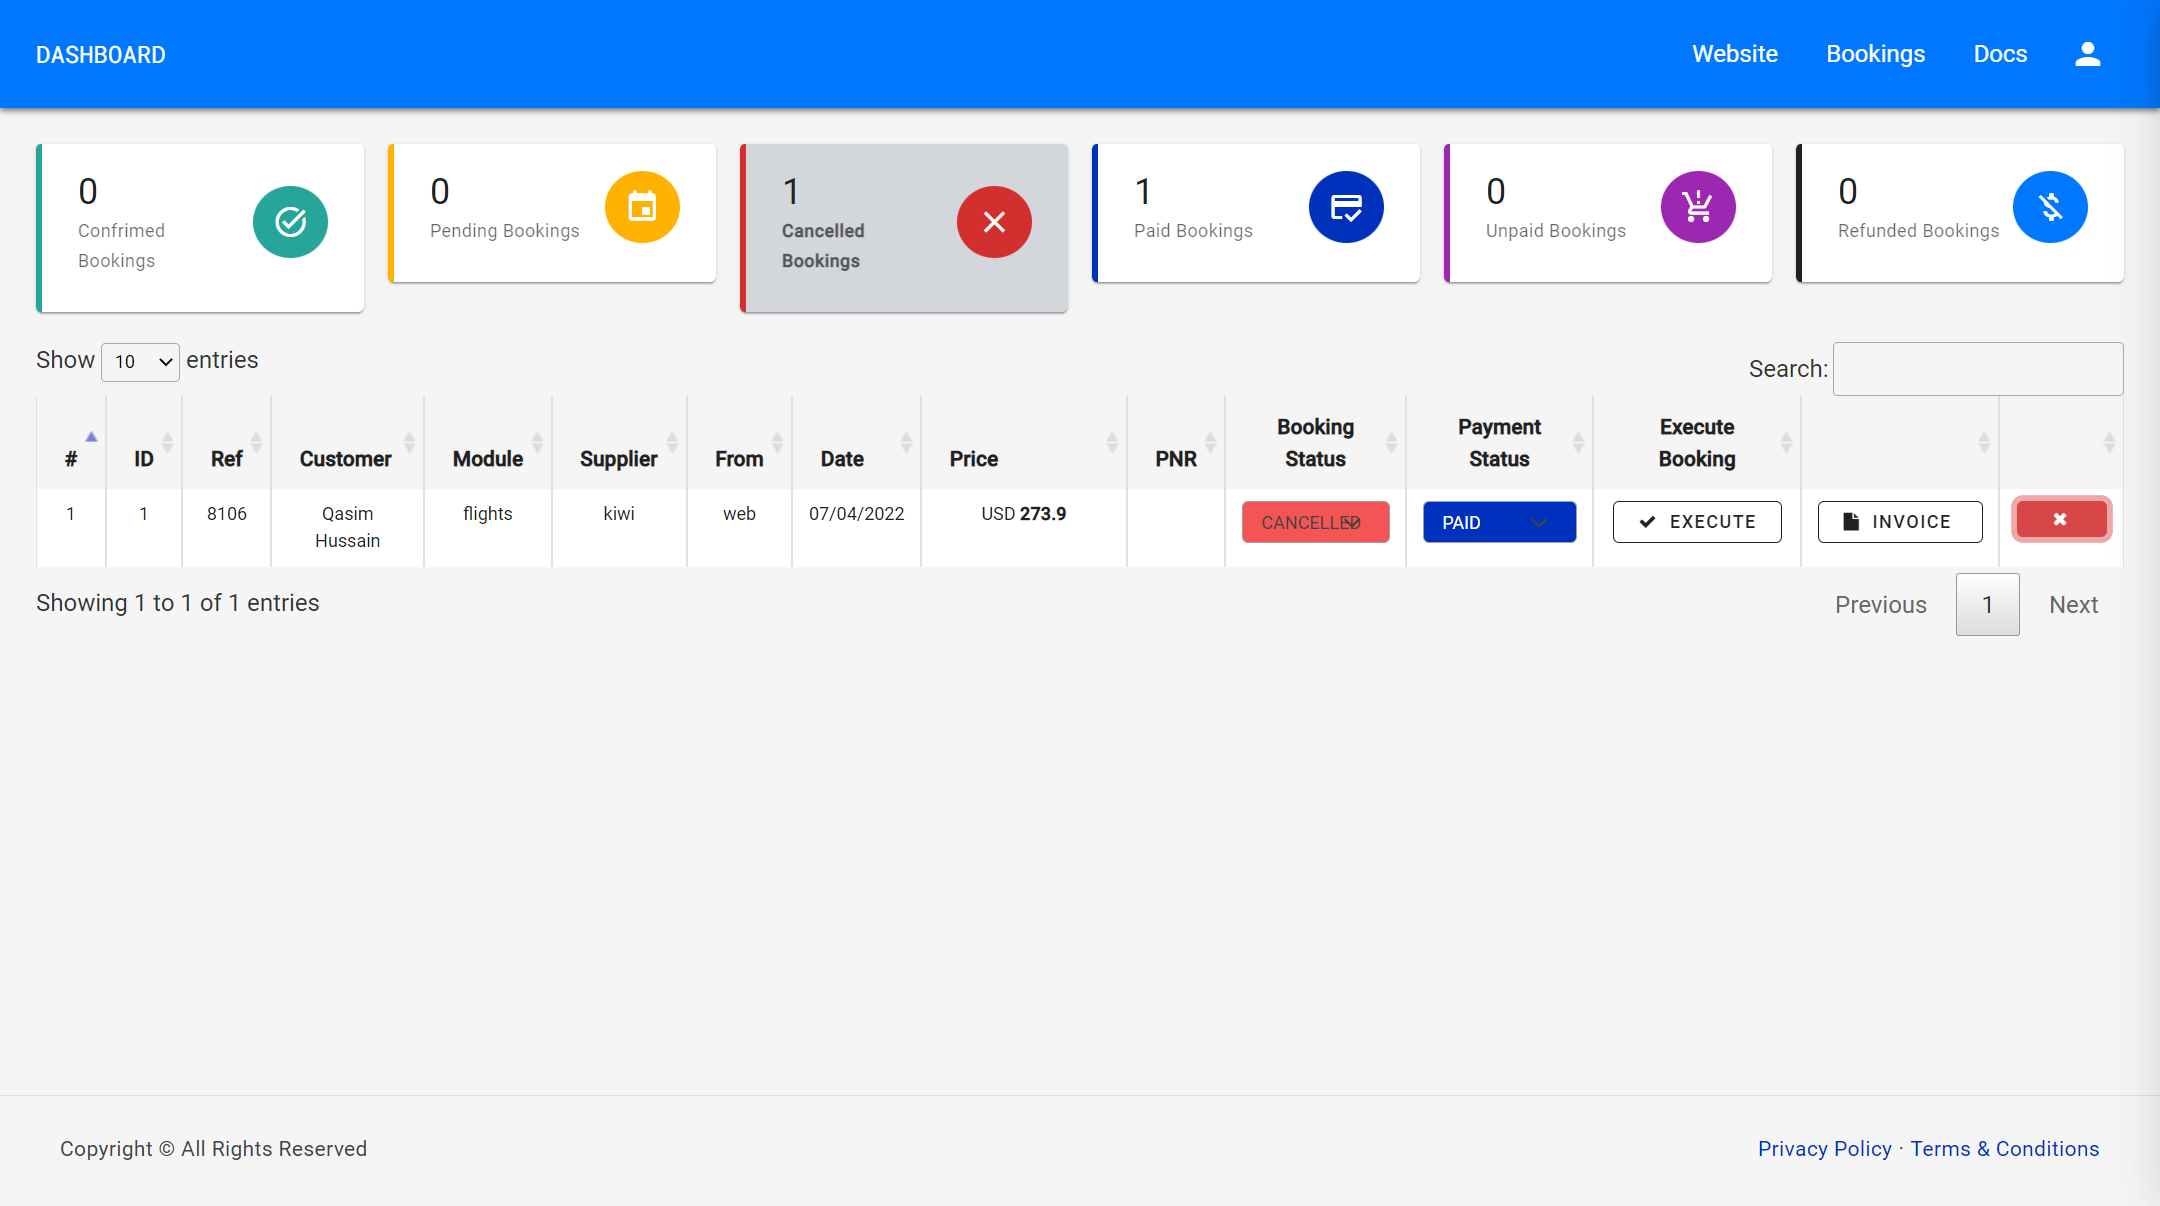 DASHBOARD
Website Bookings Docs
0
Confrimed
Bookings
0
Pending Bookings
1
Cancelled
Bookings
1
Paid Bookings
0
Unpaid Bookings
0
Refunded Bookings
Show 10 entries
Search:
# ID Ref Customer Module Supplier From Date Price PNR Booking Status Payment Status Execute Booking
1 1 8106 Qasim Hussain flights kiwi web 07/04/2022 USD 273.9 CANCELLED PAID EXECUTE INVOICE
Showing 1 to 1 of 1 entries
Previous 1 Next
Copyright © All Rights Reserved
Privacy Policy · Terms & Conditions